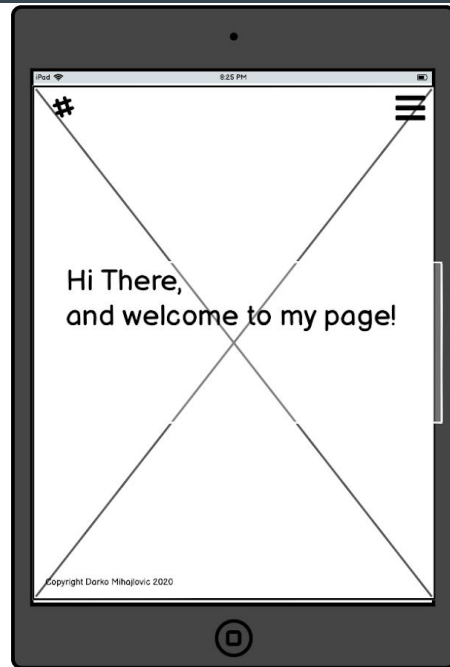 iPad 8:25 PM
#
Hi There,
and welcome to my page!
Copyright Darko Mihajlovic 2020